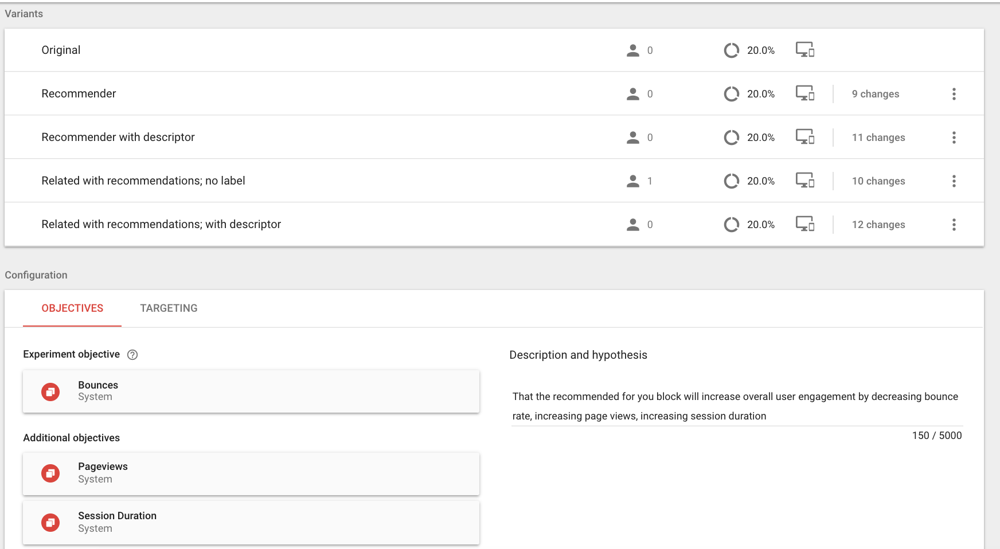 Variants
Original 0 20.0%
Recommender 0 20.0% 9 changes
Recommender with descriptor 0 20.0% 11 changes
Related with recommendations; no label 1 20.0% 10 changes
Related with recommendations; with descriptor 0 20.0% 12 changes
Configuration
OBJECTIVES TARGETING
Experiment objective ?
Bounces
System
Additional objectives
Pageviews
System
Session Duration
System
Description and hypothesis
That the recommended for you block will increase overall user engagement by decreasing bounce
rate, increasing page views, increasing session duration
150 / 5000